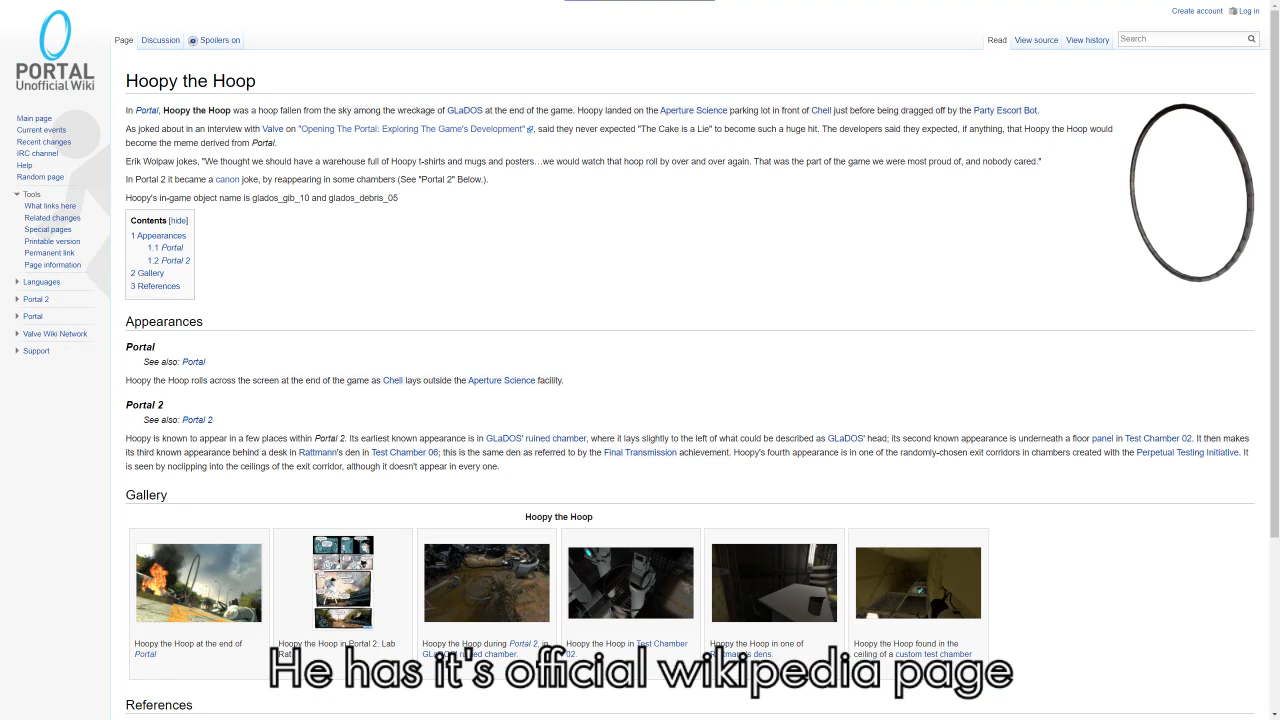 Create account Log in
Page Discussion Spoilers on Read View source View history Search
PORTAL
Unofficial Wiki
Main page
Current events
Recent changes
IRC channel
Help
Random page
Tools
What links here
Related changes
Special pages
Printable version
Permanent link
Page information
Languages
Portal 2
Portal
Valve Wiki Network
Support
Hoopy the Hoop
In Portal, Hoopy the Hoop was a hoop fallen from the sky among the wreckage of GLaDOS at the end of the game. Hoopy landed on the Aperture Science parking lot in front of Chell just before being dragged off by the Party Escort Bot.
As joked about in an interview with Valve on "Opening The Portal: Exploring The Game's Development", said they never expected "The Cake is a Lie" to become such a huge hit. The developers said they expected, if anything, that Hoopy the Hoop would
become the meme derived from Portal.
Erik Wolpaw jokes, "We thought we should have a warehouse full of Hoopy t-shirts and mugs and posters…we would watch that hoop roll by over and over again. That was the part of the game we were most proud of, and nobody cared."
In Portal 2 it became a canon joke, by reappearing in some chambers (See "Portal 2" Below.).
Hoopy's in-game object name is glados_gib_10 and glados_debris_05
Contents [hide]
1 Appearances
1.1 Portal
1.2 Portal 2
2 Gallery
3 References
Appearances
Portal
See also: Portal
Hoopy the Hoop rolls across the screen at the end of the game as Chell lays outside the Aperture Science facility.
Portal 2
See also: Portal 2
Hoopy is known to appear in a few places within Portal 2. Its earliest known appearance is in GLaDOS' ruined chamber, where it lays slightly to the left of what could be described as GLaDOS' head; its second known appearance is underneath a floor panel in Test Chamber 02. It then makes
its third known appearance behind a desk in Rattmann's den in Test Chamber 06; this is the same den as referred to by the Final Transmission achievement. Hoopy's fourth appearance is in one of the randomly-chosen exit corridors in chambers created with the Perpetual Testing Initiative. It
is seen by noclipping into the ceilings of the exit corridor, although it doesn't appear in every one.
Gallery
Hoopy the Hoop
Hoopy the Hoop at the end of
Portal
Hoopy the Hoop in Portal 2: Lab
Hoopy the Hoop during Portal 2, in
chamber.
Hoopy the Hoop in Test Chamber
02.
Hoopy the Hoop in one of
dens.
Hoopy the Hoop found in the
ceiling of a custom test chamber
He has it's official wikipedia page
References